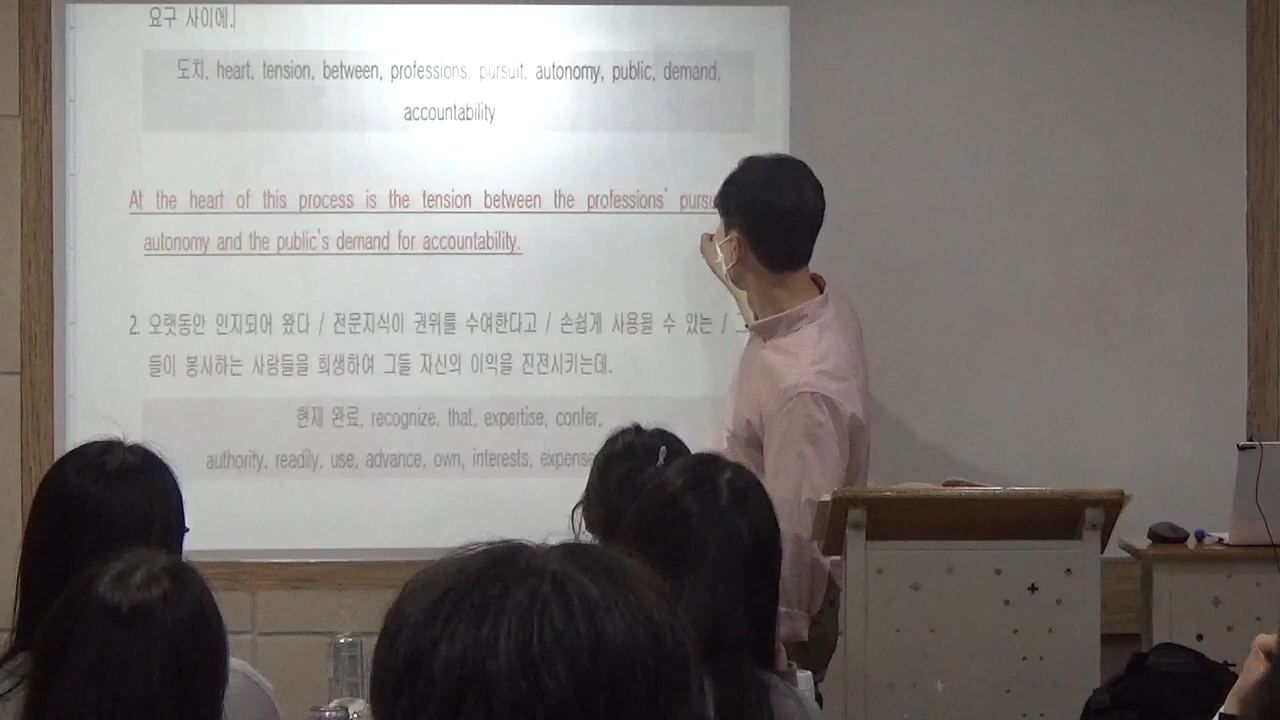 요구 사이에.
도치, heart, tension, between, professions, pursuit, autonomy, public, demand,
accountability
At the heart of this process is the tension between the professions'
autonomy and the public's demand for accountability.
2. 오랫동안 인지되어 왔다 / 전문지식이 권위를 수여한다고 / 손쉽게 사용될 수 있는 /
들이 봉사하는 사람들을 희생하여 그들 자신의 이익을 진전시키는데.
현재 완료, recognize, that, expertise, confer,
authority, readily, use, advance, own, interests,